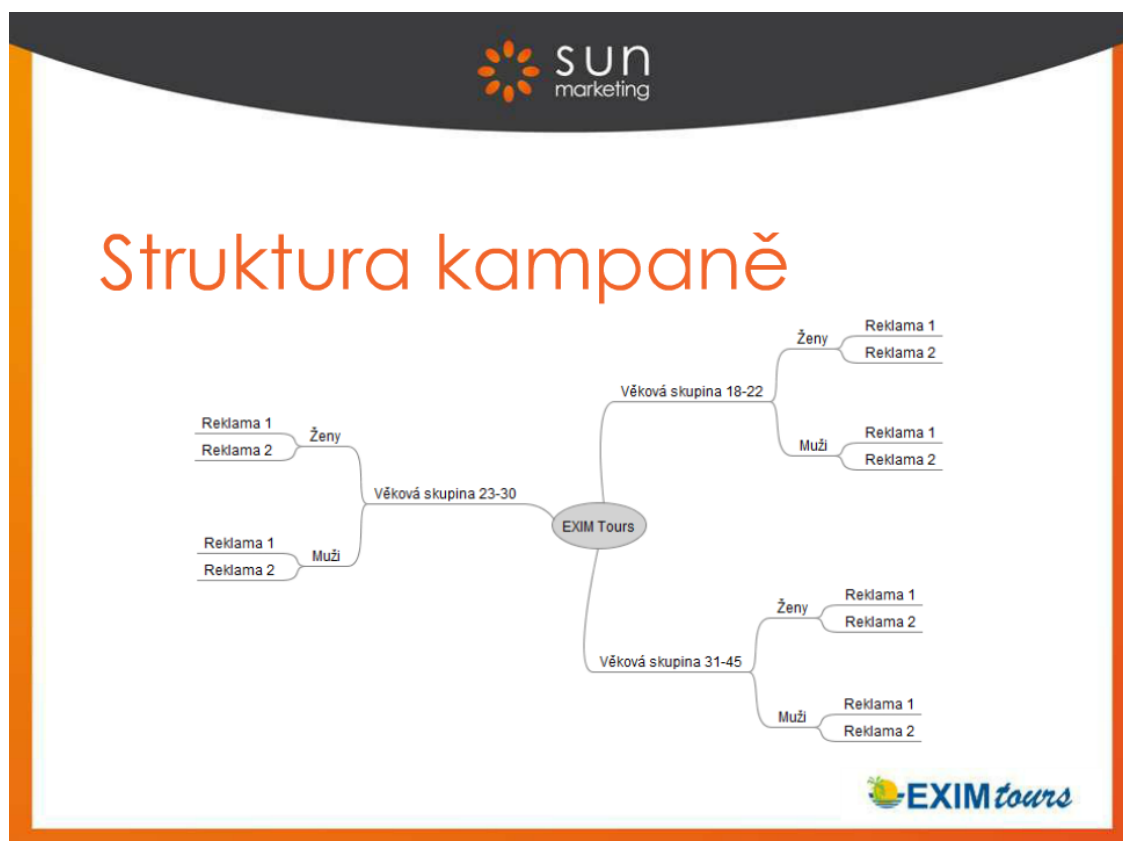 sun
marketing
Struktura kampaně
Reklama 1
Ženy
Reklama 2
Věková skupina 18-22
Reklama 1
Muži
Reklama 2
Reklama 1
Ženy
Reklama 2
Věková skupina 23-30
Reklama 1
Muži
Reklama 2
EXIM Tours
Reklama 1
Ženy
Reklama 2
Věková skupina 31-45
Reklama 1
Muži
Reklama 2
EXIM tours